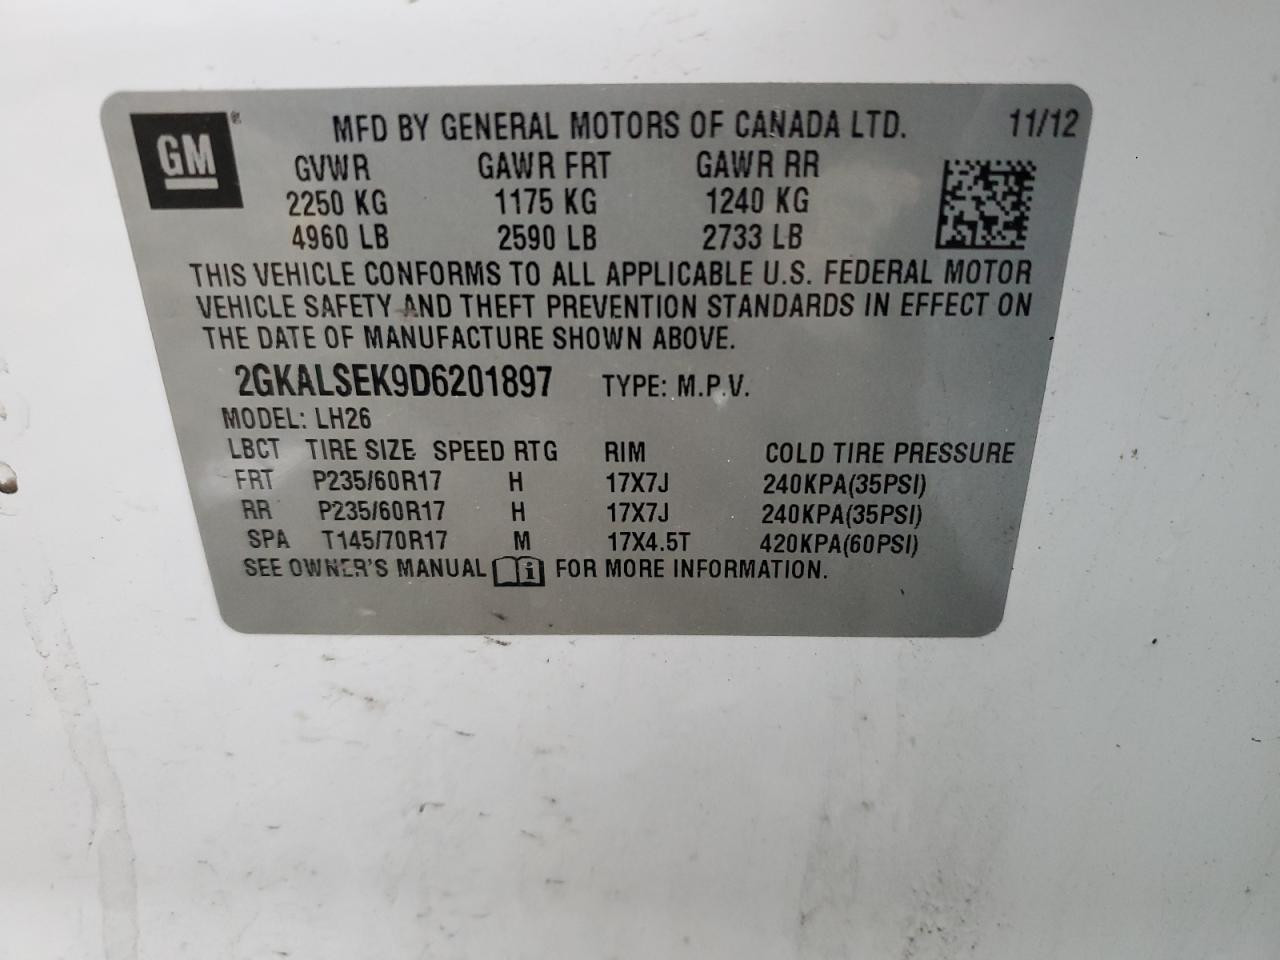 GM ®
MFD BY GENERAL MOTORS OF CANADA LTD. 11/12
GVWR GAWR FRT GAWR RR
2250 KG 1175 KG 1240 KG
4960 LB 2590 LB 2733 LB
THIS VEHICLE CONFORMS TO ALL APPLICABLE U.S. FEDERAL MOTOR
VEHICLE SAFETY AND THEFT PREVENTION STANDARDS IN EFFECT ON
THE DATE OF MANUFACTURE SHOWN ABOVE.
2GKALSEK9D6201897 TYPE: M.P.V.
MODEL: LH26
LBCT TIRE SIZE SPEED RTG RIM COLD TIRE PRESSURE
FRT P235/60R17 H 17X7J 240KPA(35PSI)
RR P235/60R17 H 17X7J 240KPA(35PSI)
SPA T145/70R17 M 17X4.5T 420KPA(60PSI)
SEE OWNER'S MANUAL i FOR MORE INFORMATION.